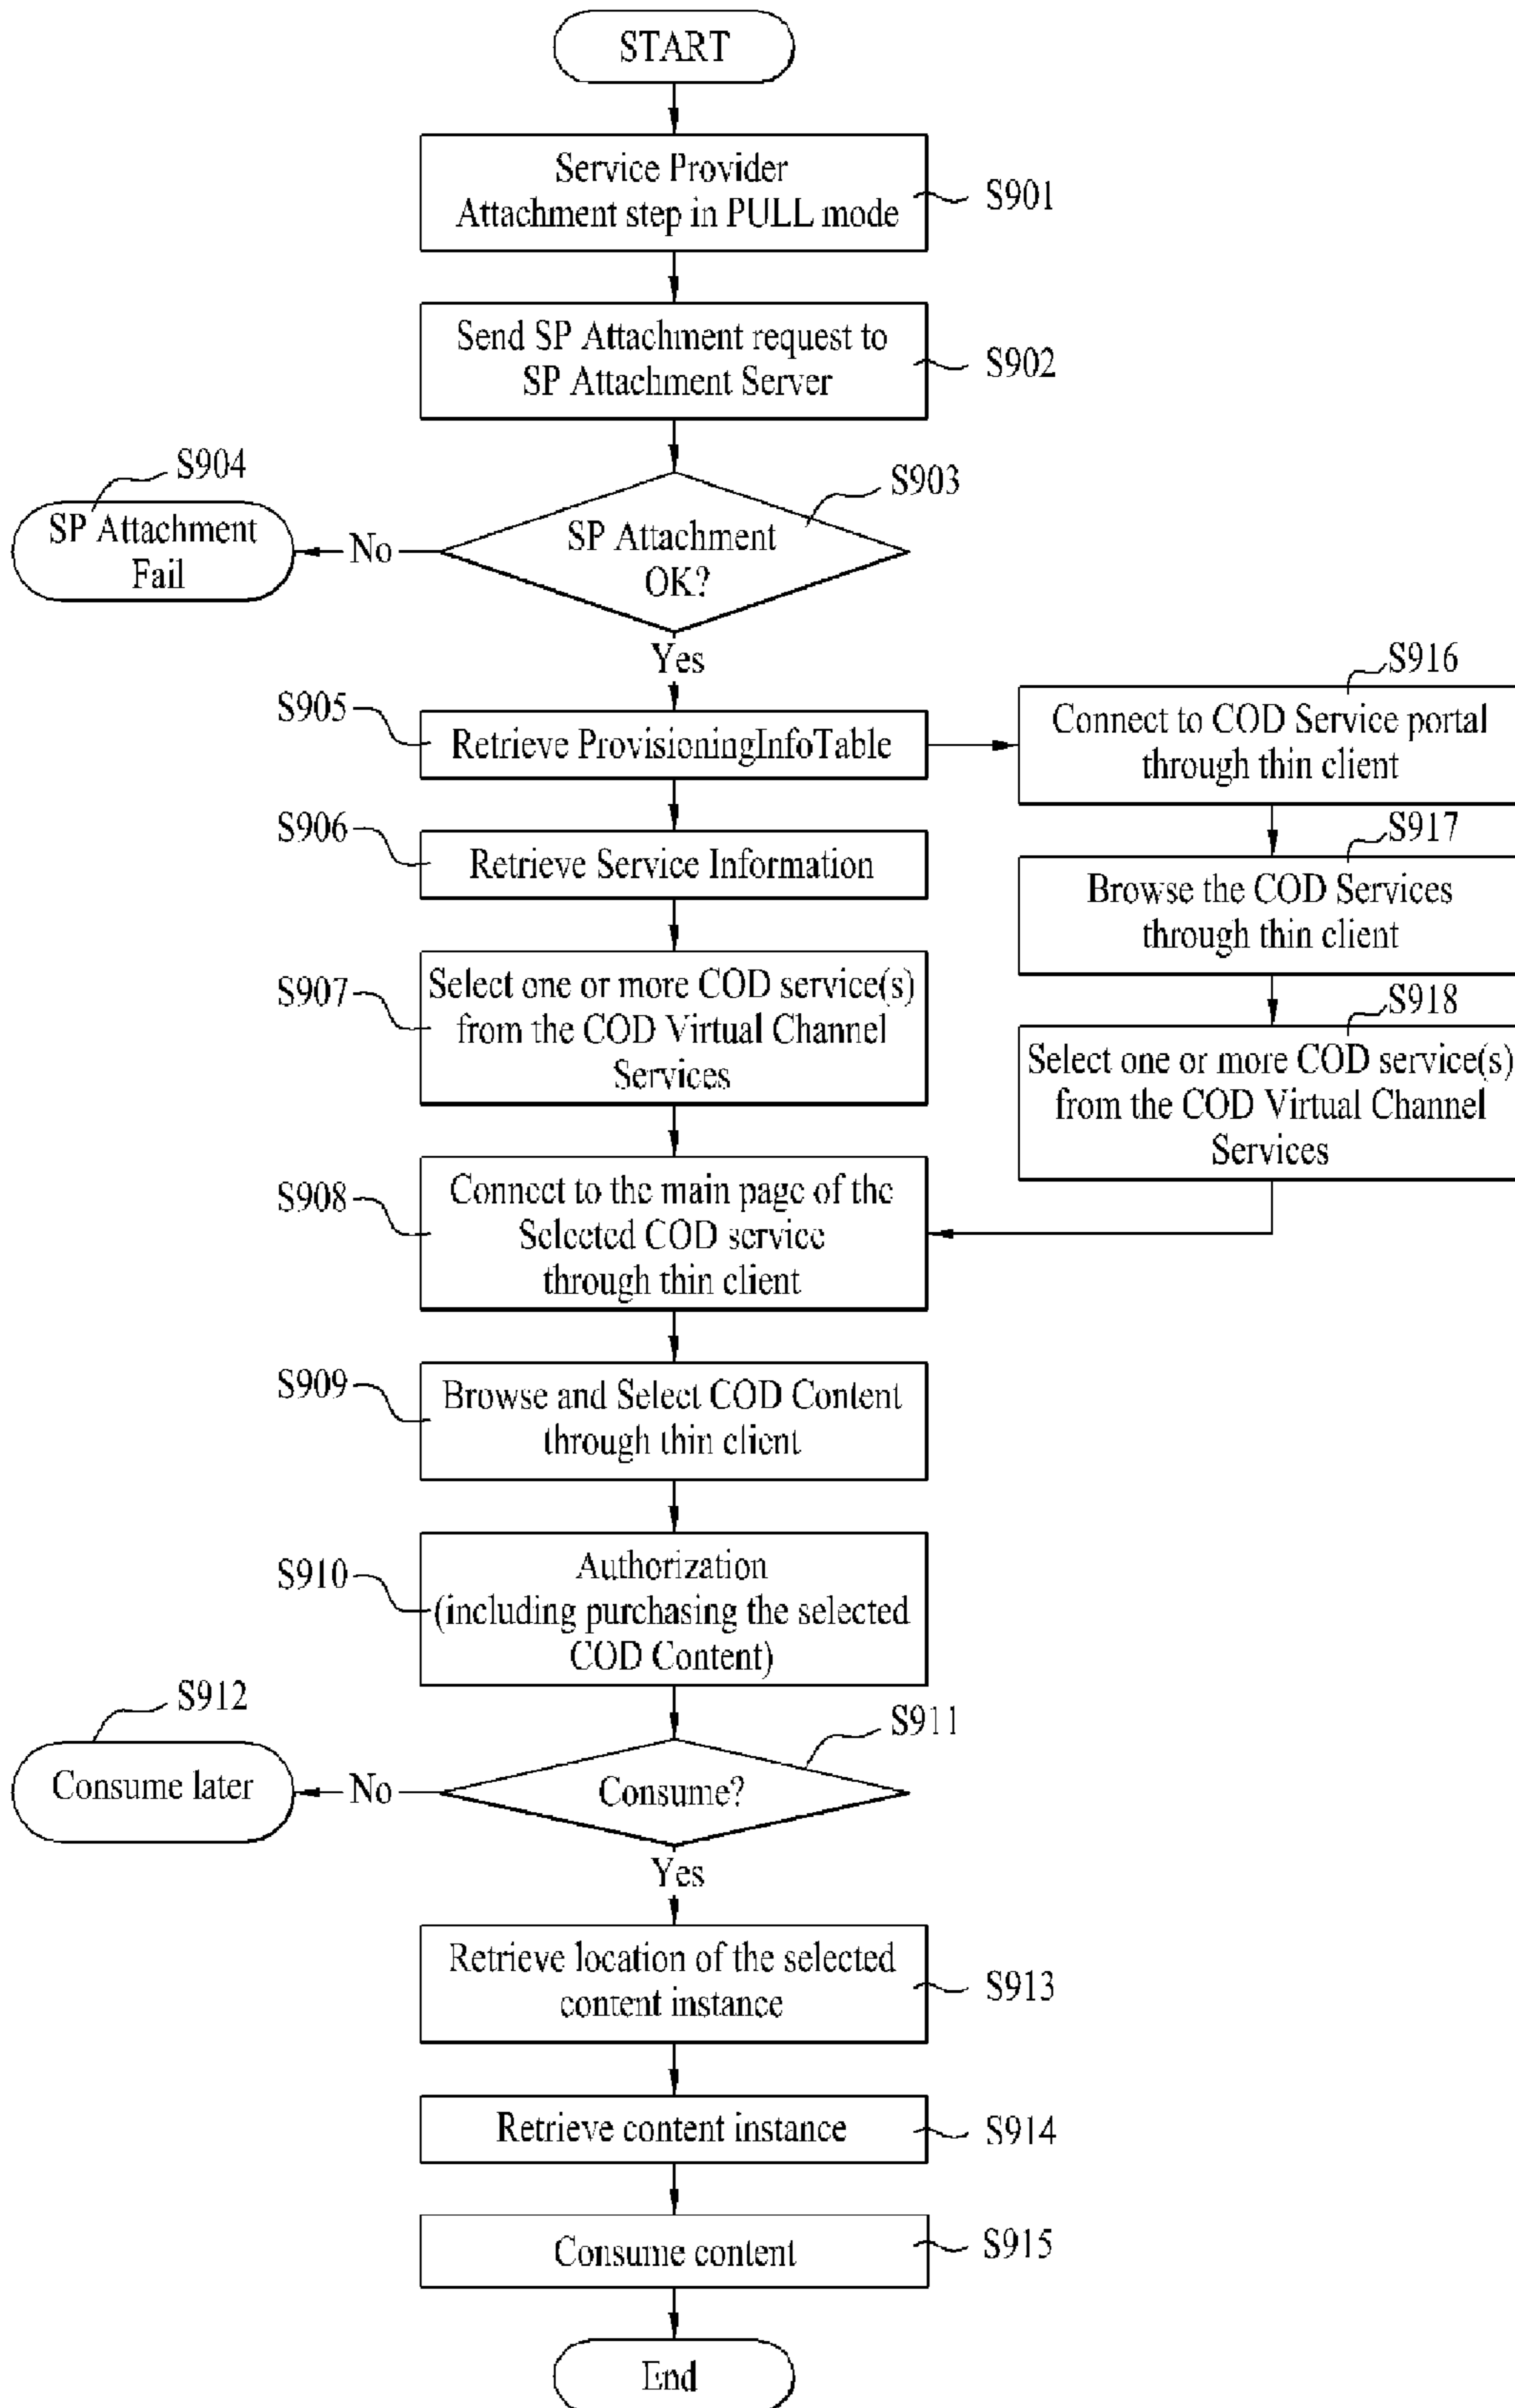 START
Service Provider
Attachment step in PULL mode
S901
Send SP Attachment request to
SP Attachment Server
S902
S904
SP Attachment
Fail
No
S903
SP Attachment
OK?
Yes
S905
Retrieve ProvisioningInfoTable
S916
Connect to COD Service portal
through thin client
S906
Retrieve Service Information
S917
Browse the COD Services
through thin client
S907
Select one or more COD service(s)
from the COD Virtual Channel
Services
S918
Select one or more COD service(s)
from the COD Virtual Channel
Services
S908
Connect to the main page of the
Selected COD service
through thin client
S909
Browse and Select COD Content
through thin client
S910
Authorization
(including purchasing the selected
COD Content)
S912
Consume later
No
S911
Consume?
Yes
Retrieve location of the selected
content instance
S913
Retrieve content instance
S914
Consume content
S915
End